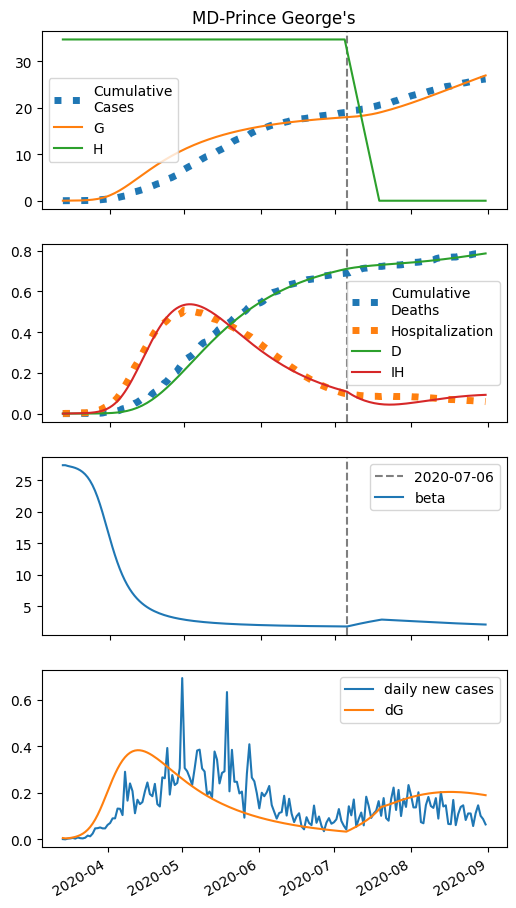 MD-Prince George's
30
20
10
0
Cumulative
Cases
G
H
0.8
0.6
0.4
0.2
0.0
Cumulative
Deaths
Hospitalization
D
IH
25
20
15
10
5
2020-07-06
beta
0.6
0.4
0.2
0.0
daily new cases
dG
2020-04
2020-05
2020-06
2020-07
2020-08
2020-09